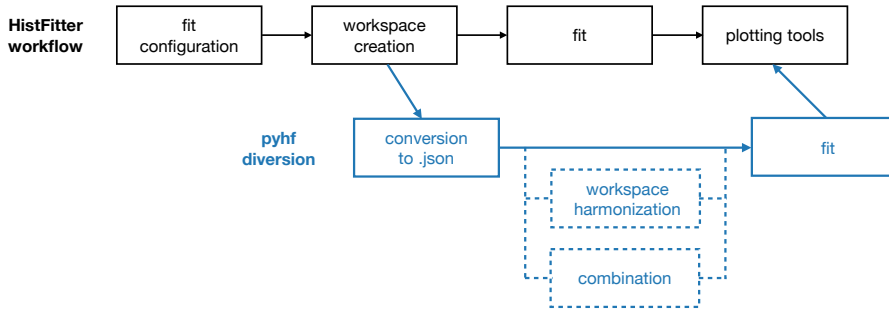 HistFitter
workflow
fit
configuration
workspace
creation
fit
plotting tools
pyhf
diversion
conversion
to .json
fit
workspace
harmonization
combination